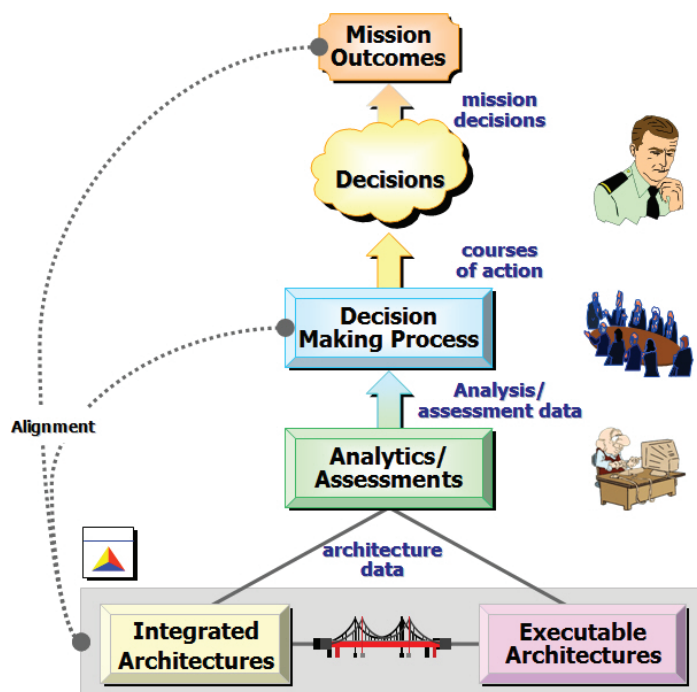 Mission
Outcomes
mission
decisions
Decisions
courses
of action
Decision
Making Process
Analysis/
assessment data
Alignment
Analytics/
Assessments
architecture
data
Integrated
Architectures
Executable
Architectures